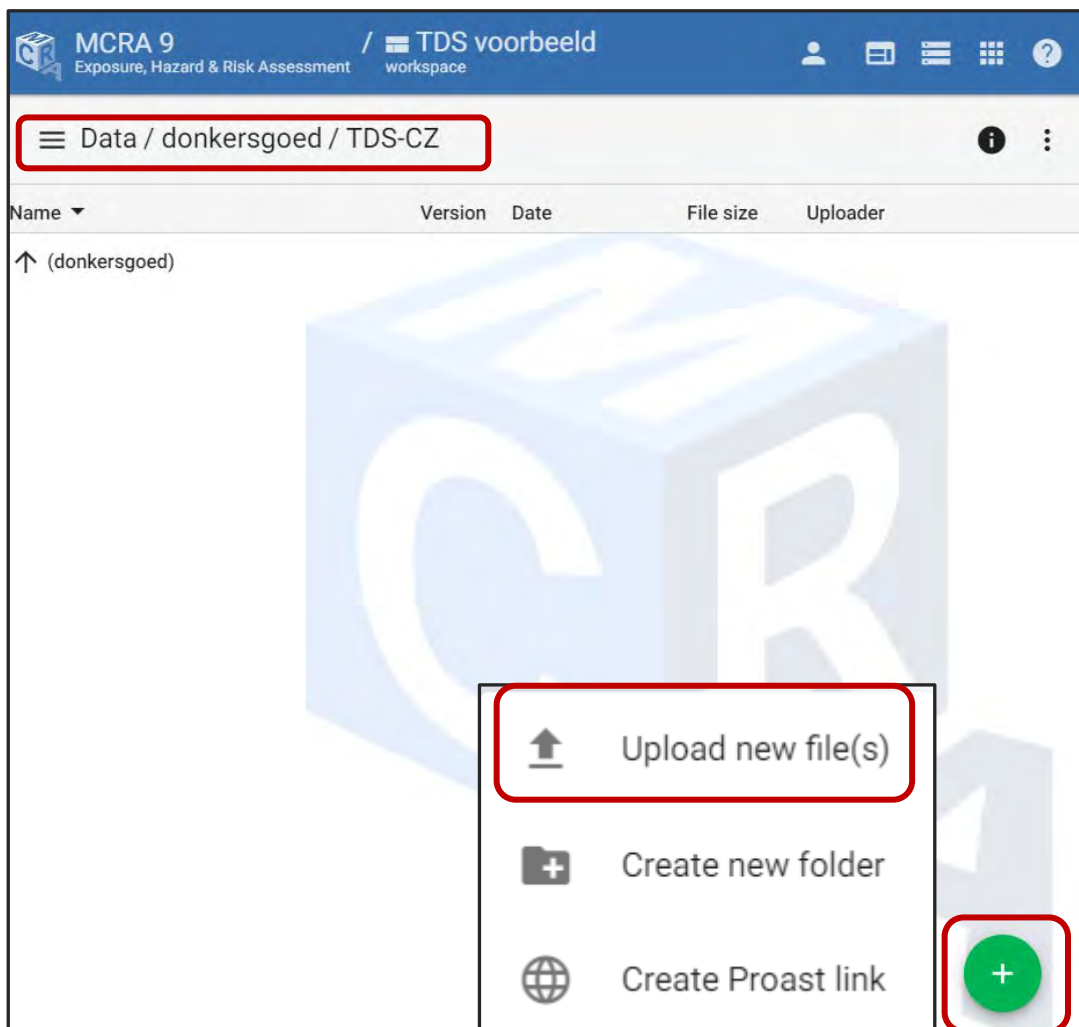 MCRA 9 / TDS voorbeeld
Exposure, Hazard & Risk Assessment workspace
Data / donkersgoed / TDS-CZ
Name Version Date File size Uploader
(donkersgoed)
M
C R
A
Upload new file(s)
Create new folder
Create Proast link
+